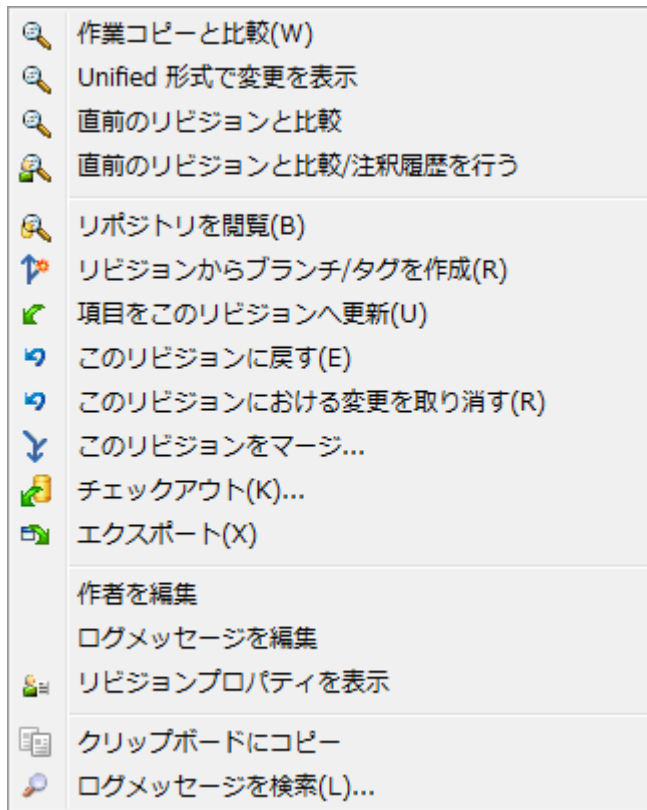 作業コピーと比較(W)
Unified 形式で変更を表示
直前のリビジョンと比較
直前のリビジョンと比較/注釈履歴を行う
リポジトリを閲覧(B)
リビジョンからブランチ/タグを作成(R)
項目をこのリビジョンへ更新(U)
このリビジョンに戻す(E)
このリビジョンにおける変更を取り消す(R)
このリビジョンをマージ...
チェックアウト(K)...
エクスポート(X)
作者を編集
ログメッセージを編集
リビジョンプロパティを表示
クリップボードにコピー
ログメッセージを検索(L)...